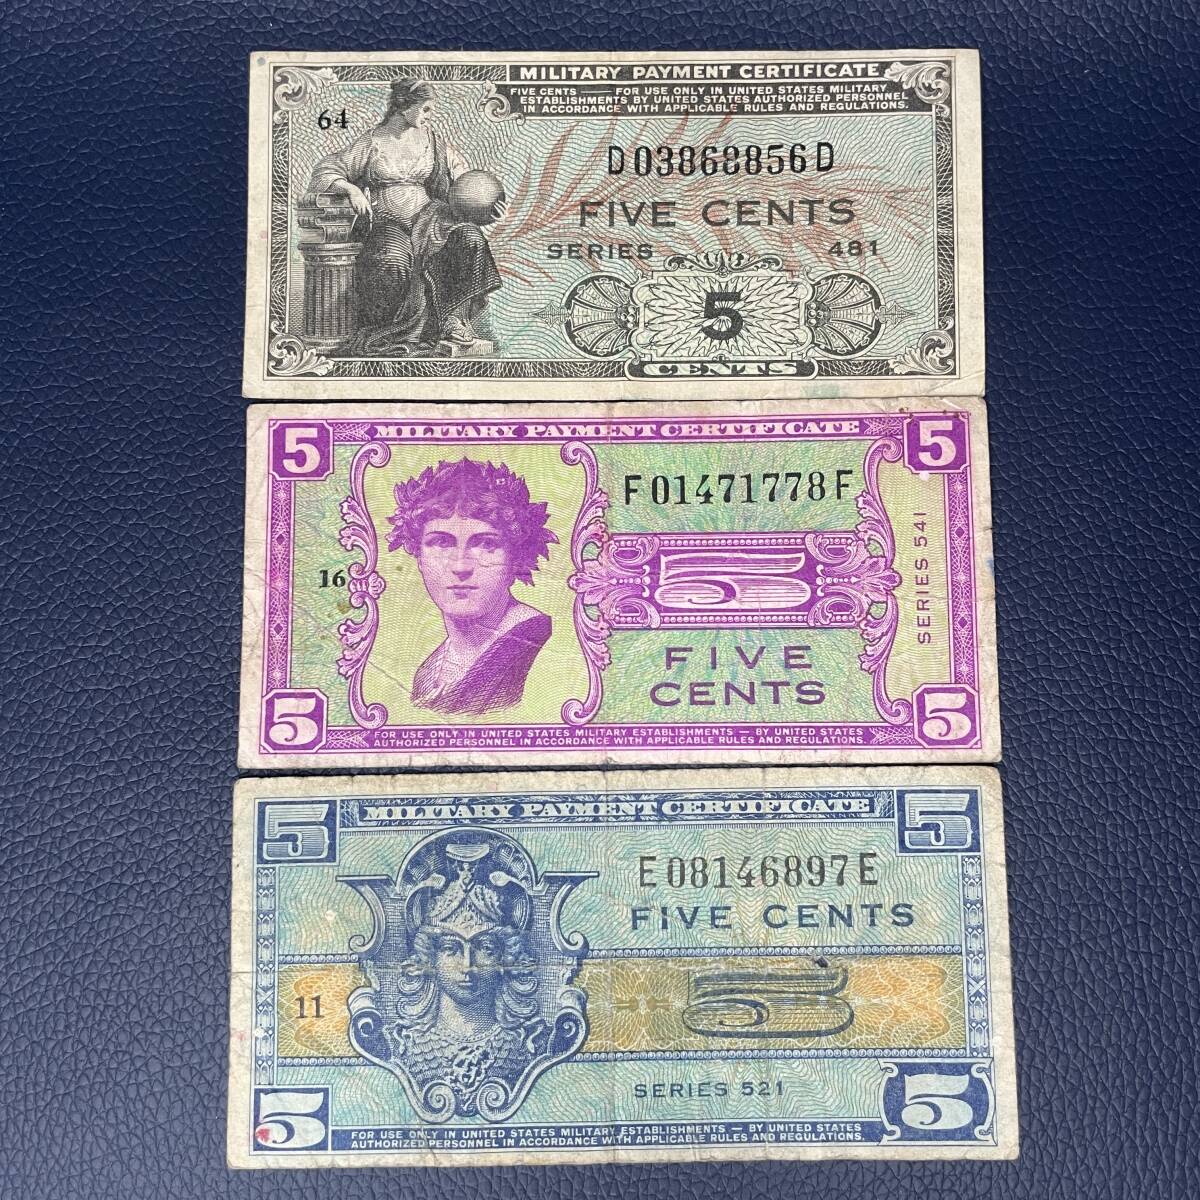 MILITARY PAYMENT CERTIFICATE
FIVE CENTS — FOR USE ONLY IN UNITED STATES MILITARY
ESTABLISHMENTS BY UNITED STATES AUTHORIZED PERSONNEL
IN ACCORDANCE WITH APPLICABLE RULES AND REGULATIONS.
64
D03868856D
FIVE CENTS
SERIES 481
5
CENTS
5 MILITARY PAYMENT CERTIFICATE 5
F01471778F
SERIES 541
16
5
FIVE
CENTS
5 5
FOR USE ONLY IN UNITED STATES MILITARY ESTABLISHMENTS — BY UNITED STATES
AUTHORIZED PERSONNEL IN ACCORDANCE WITH APPLICABLE RULES AND REGULATIONS.
5 MILITARY PAYMENT CERTIFICATE 5
E08146897E
FIVE CENTS
11
5
SERIES 521
5 5
FOR USE ONLY IN UNITED STATES MILITARY ESTABLISHMENTS — BY UNITED STATES
AUTHORIZED PERSONNEL IN ACCORDANCE WITH APPLICABLE RULES AND REGULATIONS.